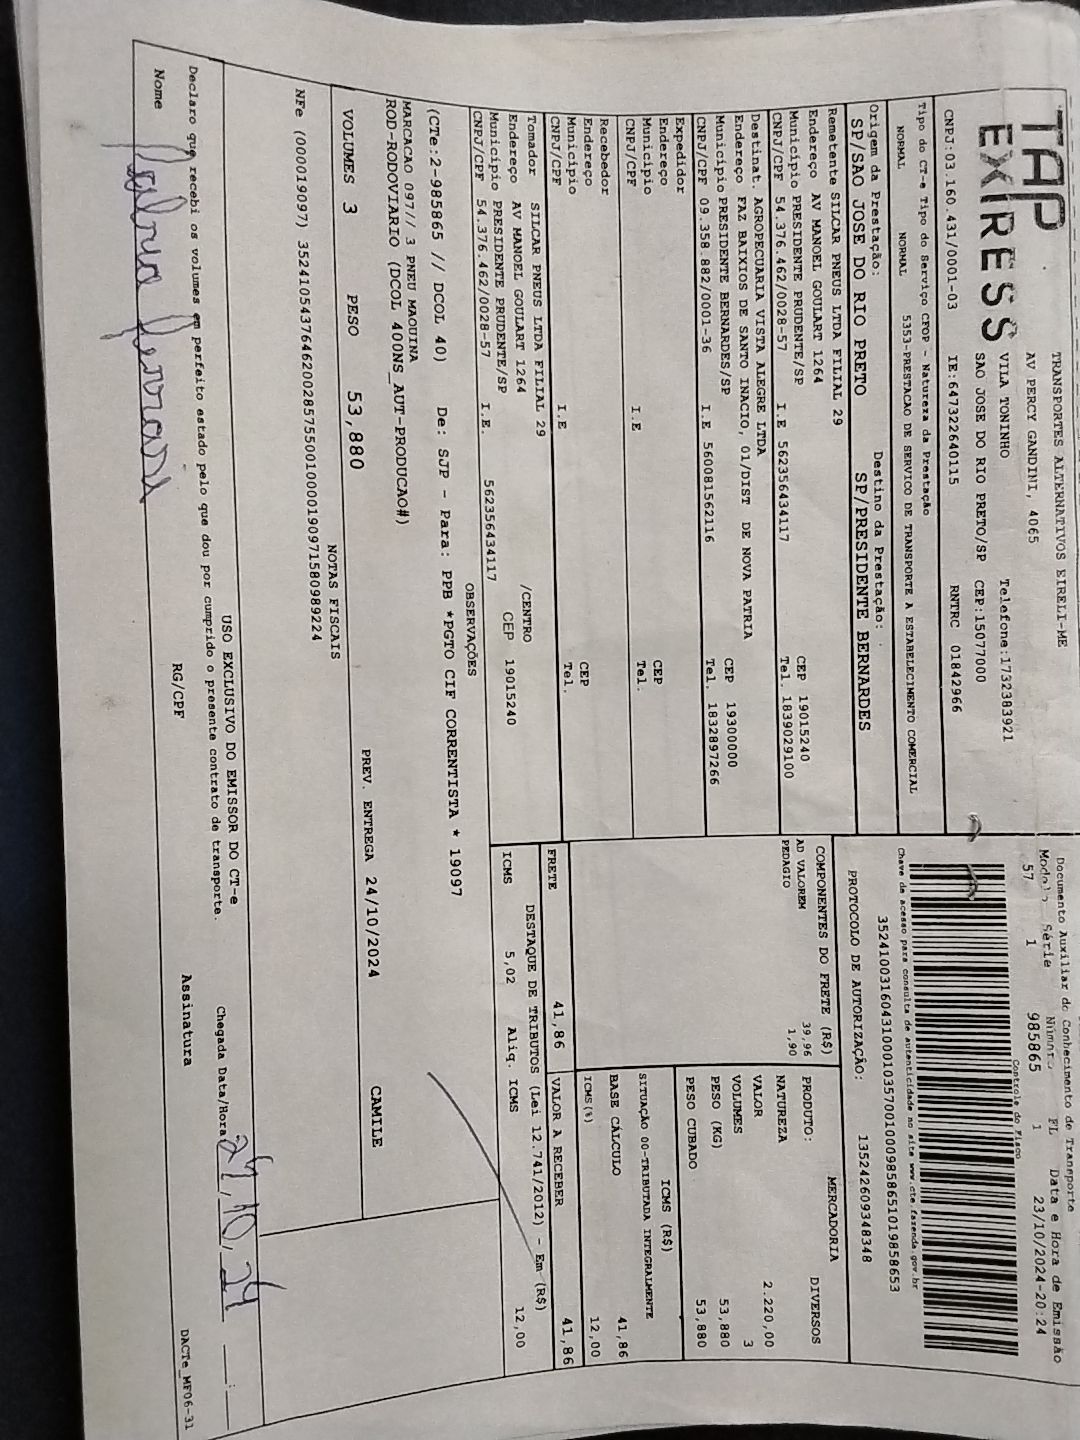 TAP EXPRESS
TRANSPORTES ALTERNATIVOS EIRELI-ME
AV PERCY GANDINI, 4065
VILA TONINHO Telefone:1732383921
SAO JOSE DO RIO PRETO/SP CEP:15077000
CNPJ:03.160.431/0001-03 IE:647322640115 RNTRC 01842966
Documento Auxiliar do Conhecimento de Transporte
Modelo Série Número FL Data e Hora de Emissão
57 1 985865 1 23/10/2024-20:24
Controle do Fisco
Chave de acesso para consulta de autenticidade no site www.cte.fazenda.gov.br
35241003160431000103570010009858651019858653
PROTOCOLO DE AUTORIZAÇÃO: 135242609348348
Tipo do CT-e Tipo do Serviço CFOP - Natureza da Prestação
NORMAL NORMAL 5353-PRESTACAO DE SERVICO DE TRANSPORTE A ESTABELECIMENTO COMERCIAL
Origem da Prestação: Destino da Prestação:
SP/SAO JOSE DO RIO PRETO SP/PRESIDENTE BERNARDES
Remetente SILCAR PNEUS LTDA FILIAL 29
Endereço AV MANOEL GOULART 1264
Município PRESIDENTE PRUDENTE/SP CEP 19015240
CNPJ/CPF 54.376.462/0028-57 I.E 562356434117 Tel. 1839029100
Destinat. AGROPECUARIA VISTA ALEGRE LTDA
Endereço FAZ BAIXIOS DE SANTO INACIO, 01/DIST DE NOVA PATRIA
Município PRESIDENTE BERNARDES/SP CEP 19300000
CNPJ/CPF 09.358.882/0001-36 I.E 560081562116 Tel. 1832897266
Expedidor
Endereço
Município CEP
CNPJ/CPF I.E Tel.
Recebedor
Endereço
Município CEP
CNPJ/CPF I.E Tel.
Tomador SILCAR PNEUS LTDA FILIAL 29
Endereço AV MANOEL GOULART 1264 /CENTRO
Município PRESIDENTE PRUDENTE/SP CEP 19015240
CNPJ/CPF 54.376.462/0028-57 I.E. 562356434117
COMPONENTES DO FRETE (R$)
AD VALOREM 39,96
PEDAGIO 1,90
FRETE 41,86
MERCADORIA
PRODUTO: DIVERSOS
NATUREZA
VALOR 2.220,00
VOLUMES 3
PESO (KG) 53,880
PESO CUBADO 53,880
ICMS (R$)
SITUAÇÃO 00-TRIBUTADA INTEGRALMENTE
BASE CÁLCULO 41,86
ICMS(%) 12,00
VALOR A RECEBER 41,86
DESTAQUE DE TRIBUTOS (Lei 12.741/2012) - Em (R$)
ICMS 5,02 Aliq. ICMS 12,00
OBSERVAÇÕES
(CTe:2-985865 // DCOL 40) De: SJP - Para: PPB *PGTO CIF CORRENTISTA * 19097
MARCACAO 097// 3 PNEU MAQUINA
ROD-RODOVIARIO (DCOL 400NS_AUT-PRODUCAO#)
CAMILE
VOLUMES 3 PESO 53,880 PREV. ENTREGA 24/10/2024
NOTAS FISCAIS
NFe (000019097) 35241054376462002857550010000190971580989224
USO EXCLUSIVO DO EMISSOR DO CT-e
Declaro que recebi os volumes em perfeito estado pelo que dou por cumprido o presente contrato de transporte.
Chegada Data/Hora 24/10/24 __:__
Nome RG/CPF Assinatura
DACTe_MF06-31